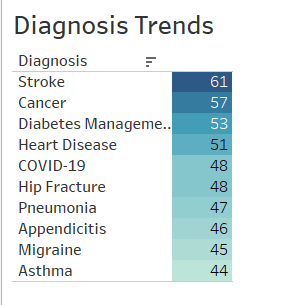 Diagnosis Trends
Diagnosis
Stroke 61
Cancer 57
Diabetes Manageme.. 53
Heart Disease 51
COVID-19 48
Hip Fracture 48
Pneumonia 47
Appendicitis 46
Migraine 45
Asthma 44